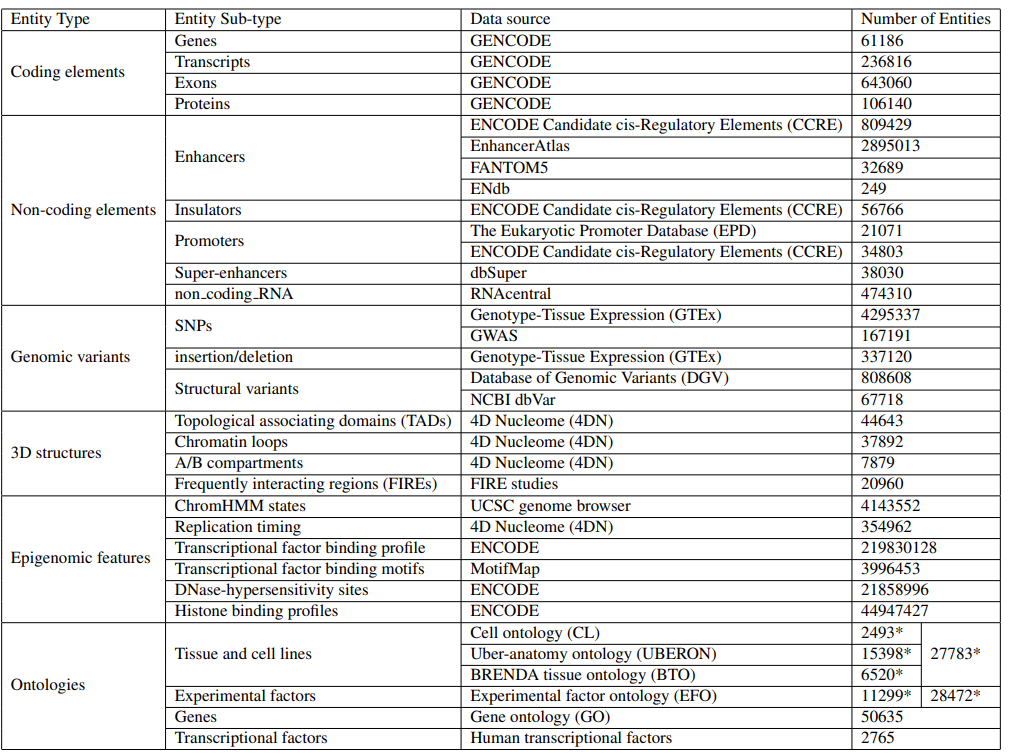 Entity Type Entity Sub-type Data source Number of Entities
Coding elements Genes GENCODE 61186
Transcripts GENCODE 236816
Exons GENCODE 643060
Proteins GENCODE 106140
Non-coding elements Enhancers ENCODE Candidate cis-Regulatory Elements (CCRE) 809429
EnhancerAtlas 2895013
FANTOM5 32689
ENdb 249
Insulators ENCODE Candidate cis-Regulatory Elements (CCRE) 56766
Promoters The Eukaryotic Promoter Database (EPD) 21071
ENCODE Candidate cis-Regulatory Elements (CCRE) 34803
Super-enhancers dbSuper 38030
non_coding_RNA RNAcentral 474310
Genomic variants SNPs Genotype-Tissue Expression (GTEx) 4295337
GWAS 167191
insertion/deletion Genotype-Tissue Expression (GTEx) 337120
Structural variants Database of Genomic Variants (DGV) 808608
NCBI dbVar 67718
3D structures Topological associating domains (TADs) 4D Nucleome (4DN) 44643
Chromatin loops 4D Nucleome (4DN) 37892
A/B compartments 4D Nucleome (4DN) 7879
Frequently interacting regions (FIREs) FIRE studies 20960
Epigenomic features ChromHMM states UCSC genome browser 4143552
Replication timing 4D Nucleome (4DN) 354962
Transcriptional factor binding profile ENCODE 219830128
Transcriptional factor binding motifs MotifMap 3996453
DNase-hypersensitivity sites ENCODE 21858996
Histone binding profiles ENCODE 44947427
Ontologies Tissue and cell lines Cell ontology (CL) 2493* 27783*
Uber-anatomy ontology (UBERON) 15398*
BRENDA tissue ontology (BTO) 6520*
Experimental factors Experimental factor ontology (EFO) 11299* 28472*
Genes Gene ontology (GO) 50635
Transcriptional factors Human transcriptional factors 2765